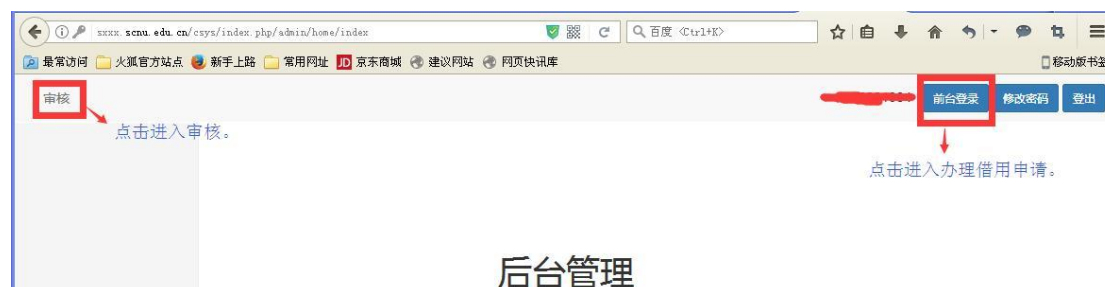 sxxx.scnu.edu.cn/csys/index.php/admin/home/index
百度 <Ctrl+K>
最常访问 火狐官方站点 新手上路 常用网址 JD 京东商城 建议网站 网页快讯库 移动版书签
审核 前台登录 修改密码 登出
点击进入审核。
点击进入办理借用申请。
后台管理